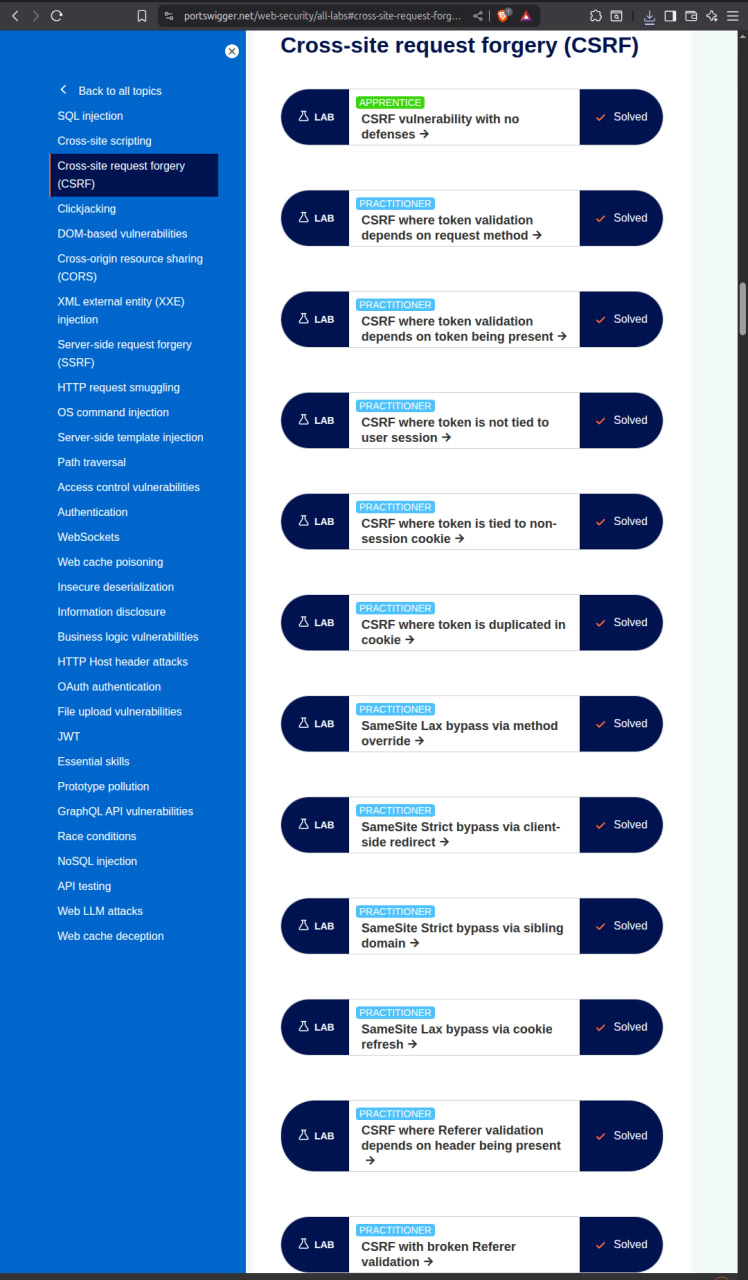 portswigger.net/web-security/all-labs#cross-site-request-forg...
Back to all topics
SQL injection
Cross-site scripting
Cross-site request forgery
(CSRF)
Clickjacking
DOM-based vulnerabilities
Cross-origin resource sharing
(CORS)
XML external entity (XXE)
injection
Server-side request forgery
(SSRF)
HTTP request smuggling
OS command injection
Server-side template injection
Path traversal
Access control vulnerabilities
Authentication
WebSockets
Web cache poisoning
Insecure deserialization
Information disclosure
Business logic vulnerabilities
HTTP Host header attacks
OAuth authentication
File upload vulnerabilities
JWT
Essential skills
Prototype pollution
GraphQL API vulnerabilities
Race conditions
NoSQL injection
API testing
Web LLM attacks
Web cache deception
Cross-site request forgery (CSRF)
LAB
APPRENTICE
CSRF vulnerability with no
defenses →
Solved
LAB
PRACTITIONER
CSRF where token validation
depends on request method →
Solved
LAB
PRACTITIONER
CSRF where token validation
depends on token being present →
Solved
LAB
PRACTITIONER
CSRF where token is not tied to
user session →
Solved
LAB
PRACTITIONER
CSRF where token is tied to non-
session cookie →
Solved
LAB
PRACTITIONER
CSRF where token is duplicated in
cookie →
Solved
LAB
PRACTITIONER
SameSite Lax bypass via method
override →
Solved
LAB
PRACTITIONER
SameSite Strict bypass via client-
side redirect →
Solved
LAB
PRACTITIONER
SameSite Strict bypass via sibling
domain →
Solved
LAB
PRACTITIONER
SameSite Lax bypass via cookie
refresh →
Solved
LAB
PRACTITIONER
CSRF where Referer validation
depends on header being present
→
Solved
LAB
PRACTITIONER
CSRF with broken Referer
validation →
Solved